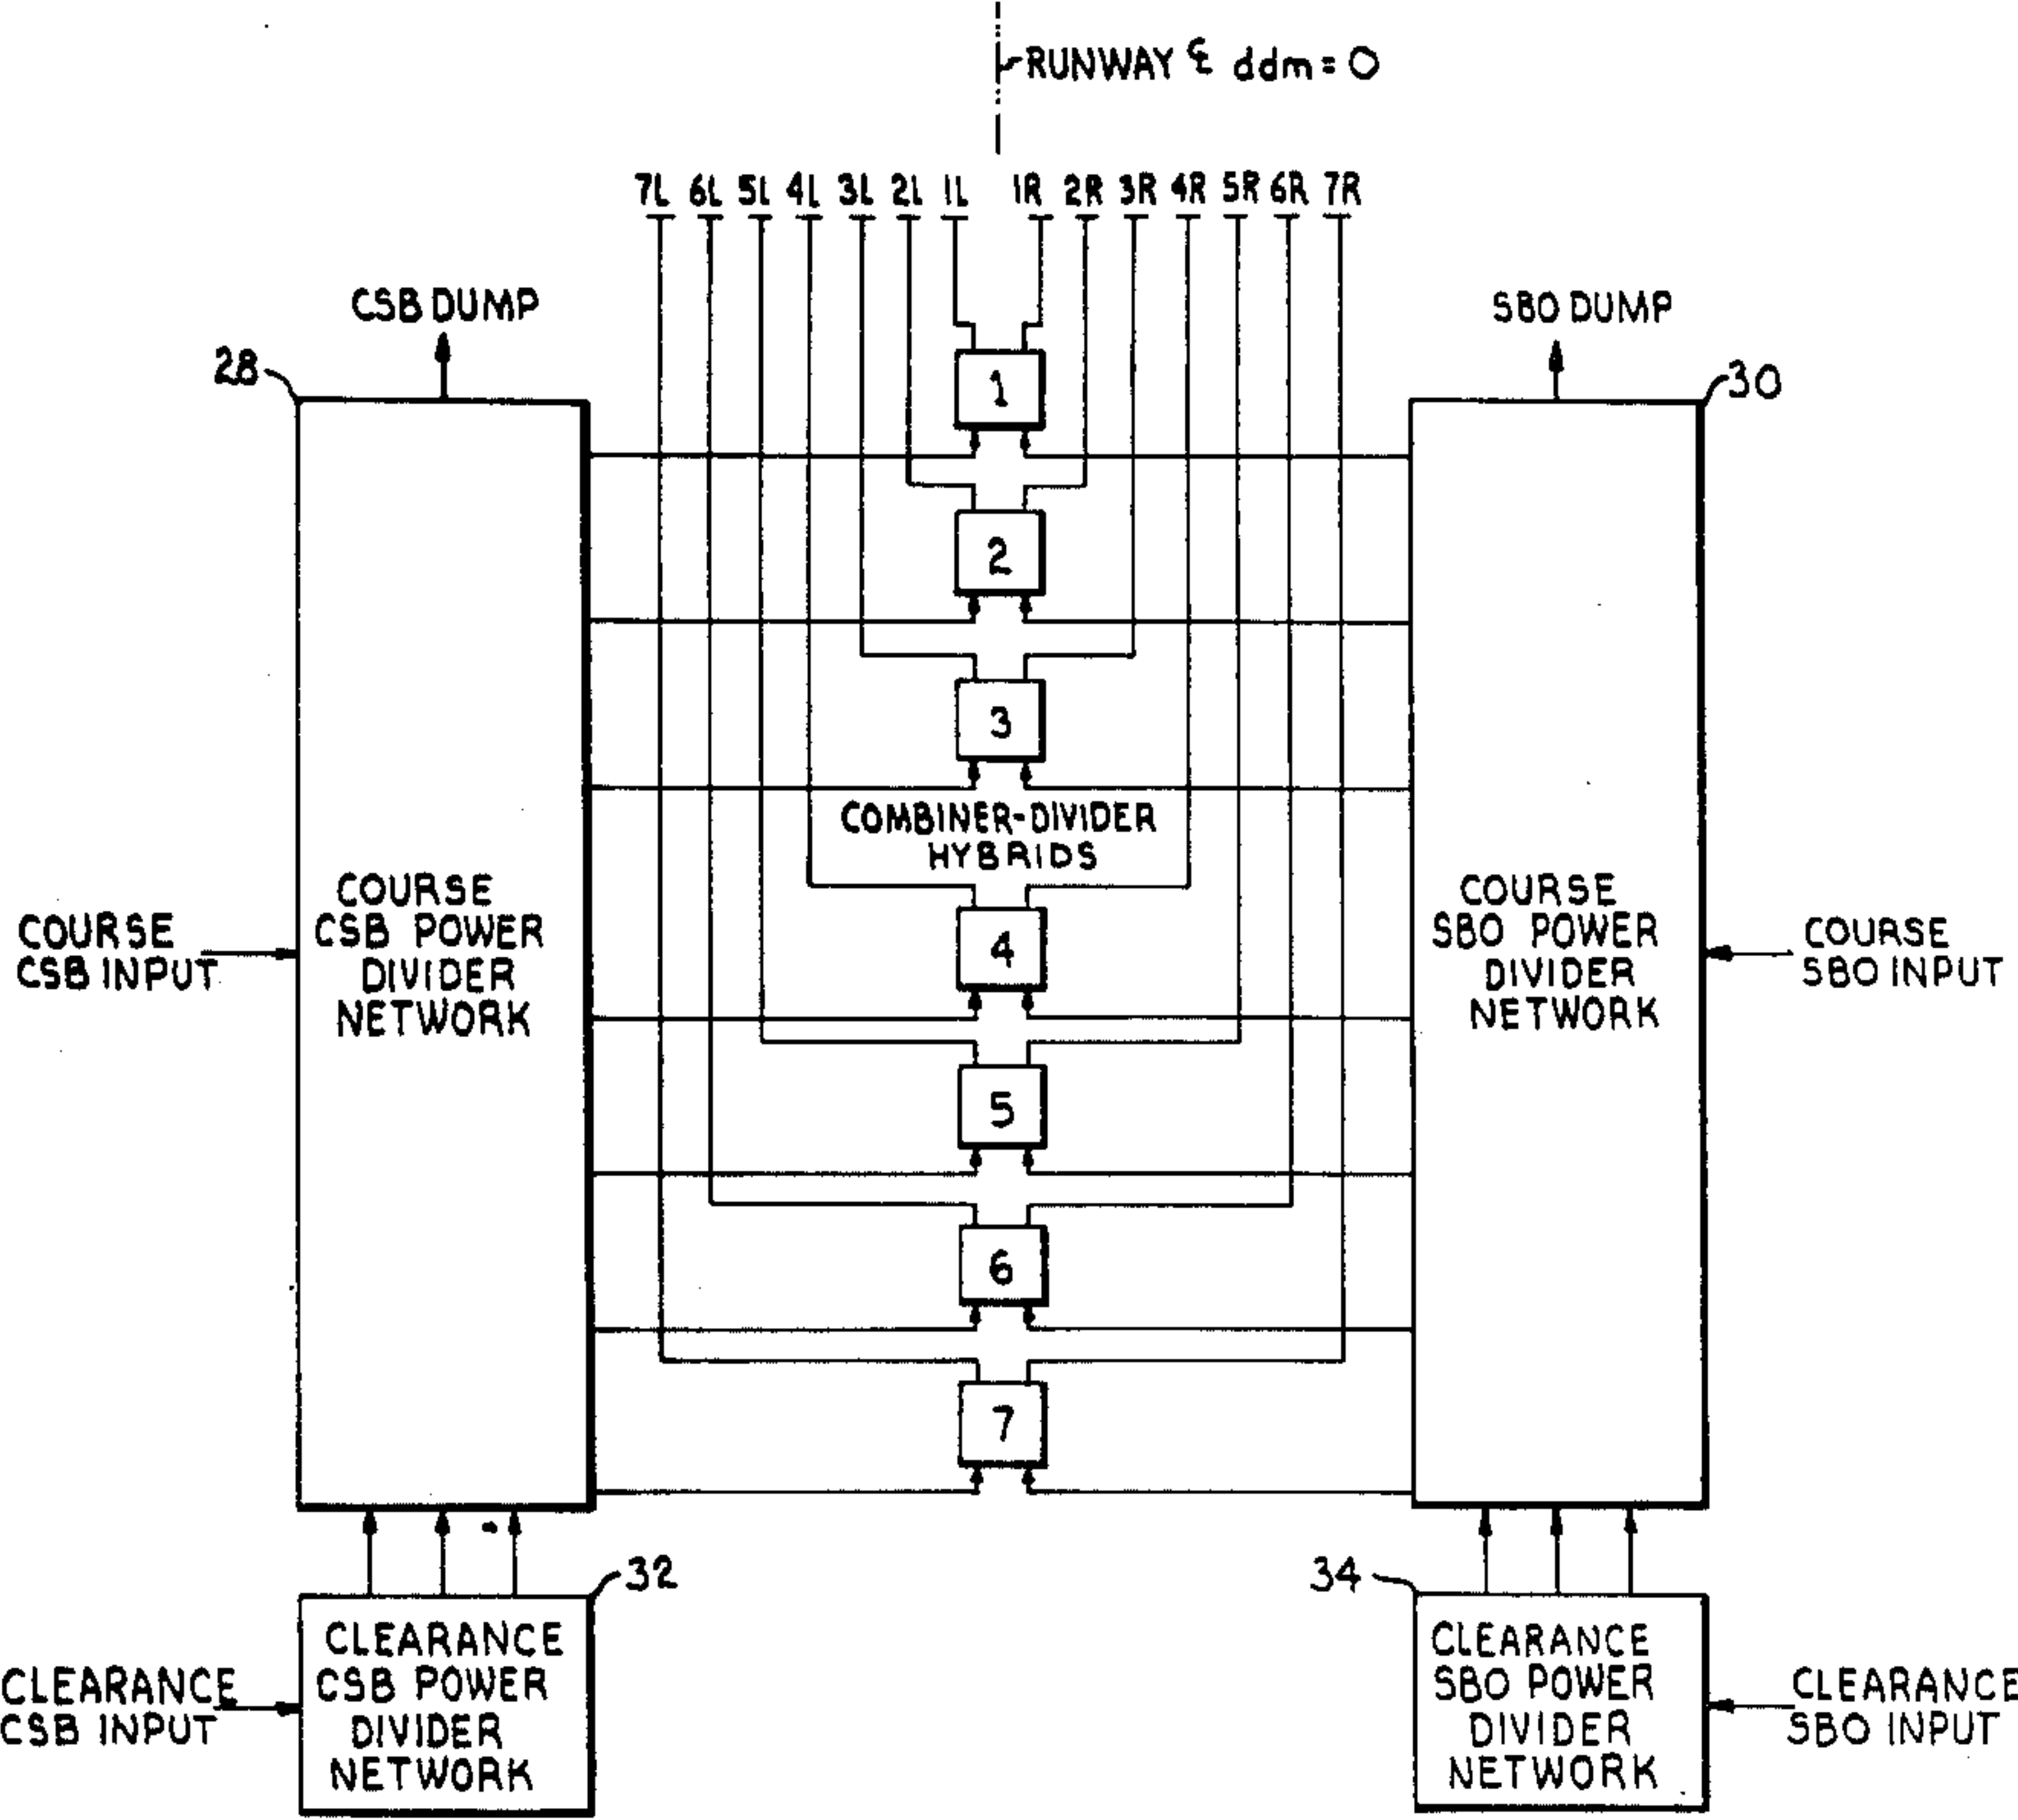 RUNWAY ℄ ddm = 0
7L 6L 5L 4L 3L 2L 1L 1R 2R 3R 4R 5R 6R 7R
CSB DUMP
SBO DUMP
28
30
1
2
3
COMBINER-DIVIDER
HYBRIDS
4
5
6
7
COURSE
CSB INPUT
COURSE
CSB POWER
DIVIDER
NETWORK
COURSE
SBO POWER
DIVIDER
NETWORK
COURSE
SBO INPUT
32
34
CLEARANCE
CSB INPUT
CLEARANCE
CSB POWER
DIVIDER
NETWORK
CLEARANCE
SBO POWER
DIVIDER
NETWORK
CLEARANCE
SBO INPUT